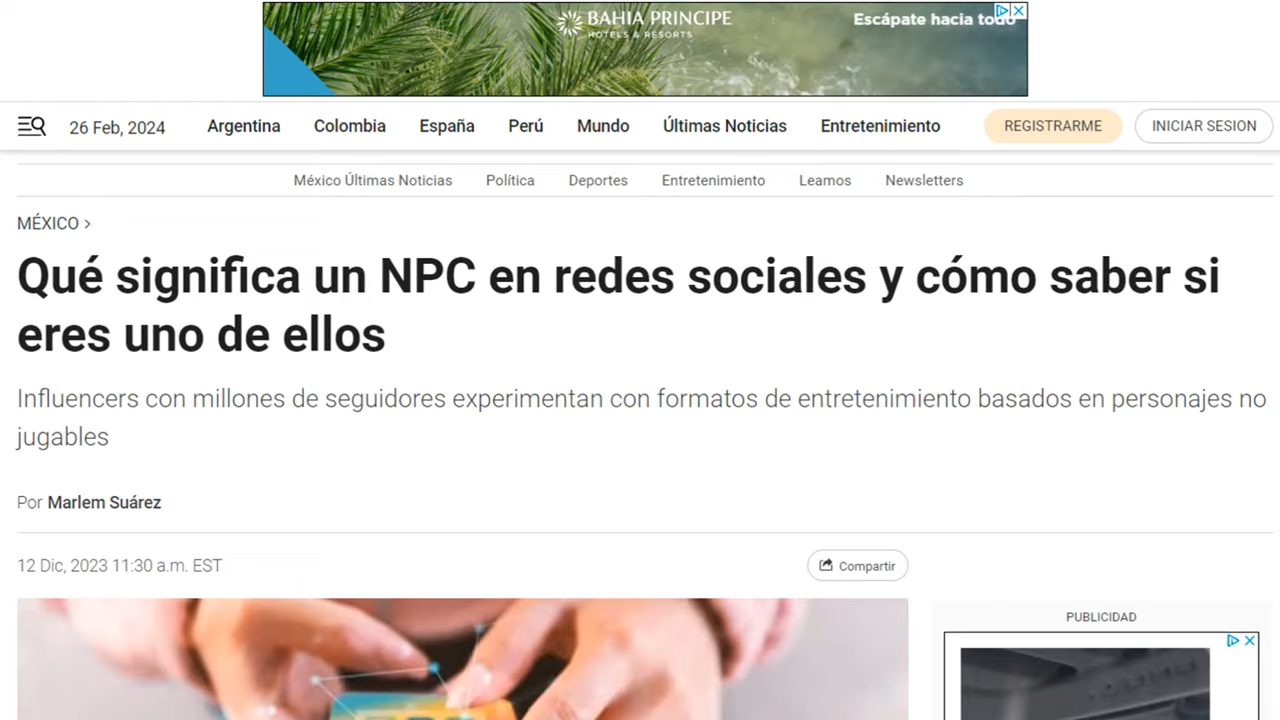 BAHIA PRINCIPE
HOTELS & RESORTS
Escápate hacia todo
26 Feb, 2024
Argentina
Colombia
España
Perú
Mundo
Últimas Noticias
Entretenimiento
REGISTRARME
INICIAR SESION
México Últimas Noticias
Política
Deportes
Entretenimiento
Leamos
Newsletters
MÉXICO >
Qué significa un NPC en redes sociales y cómo saber si
eres uno de ellos
Influencers con millones de seguidores experimentan con formatos de entretenimiento basados en personajes no
jugables
Por Marlem Suárez
12 Dic, 2023 11:30 a.m. EST
Compartir
PUBLICIDAD